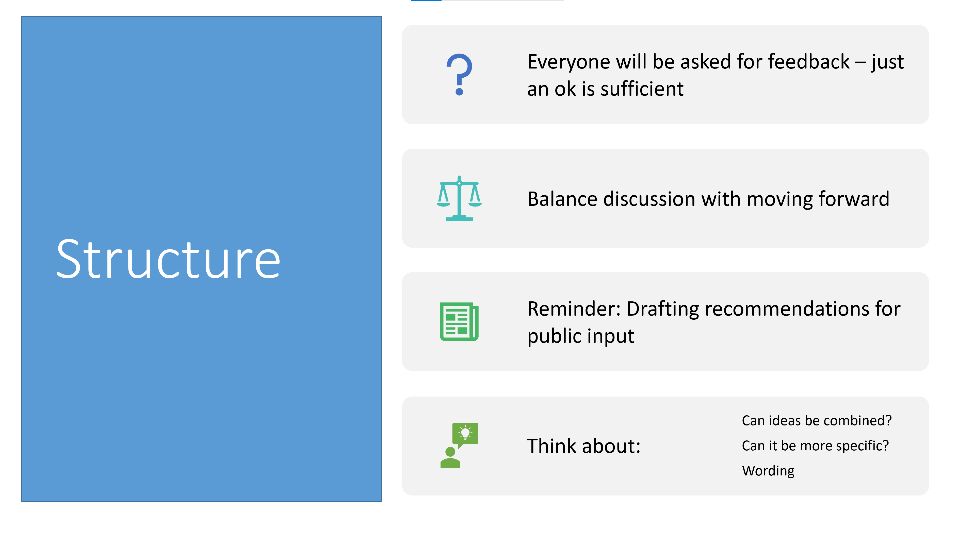 Structure
Everyone will be asked for feedback – just
an ok is sufficient
Balance discussion with moving forward
Reminder: Drafting recommendations for
public input
Think about:
Can ideas be combined?
Can it be more specific?
Wording